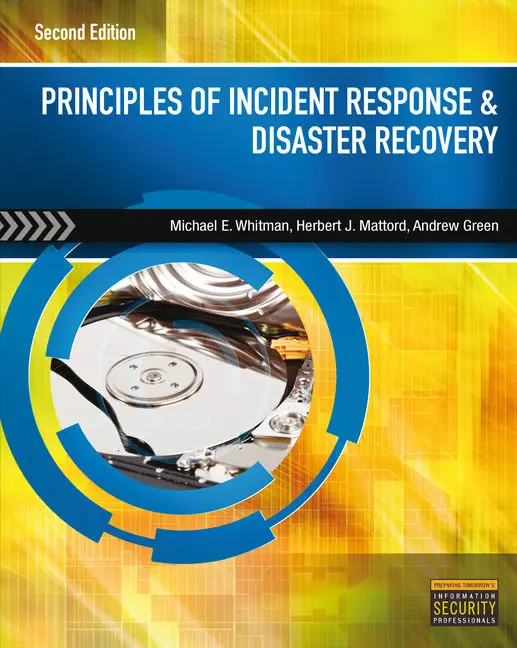 Second Edition
PRINCIPLES OF INCIDENT RESPONSE &
DISASTER RECOVERY
Michael E. Whitman, Herbert J. Mattord, Andrew Green
PREPARING TOMORROW'S
INFORMATION
SECURITY
PROFESSIONALS